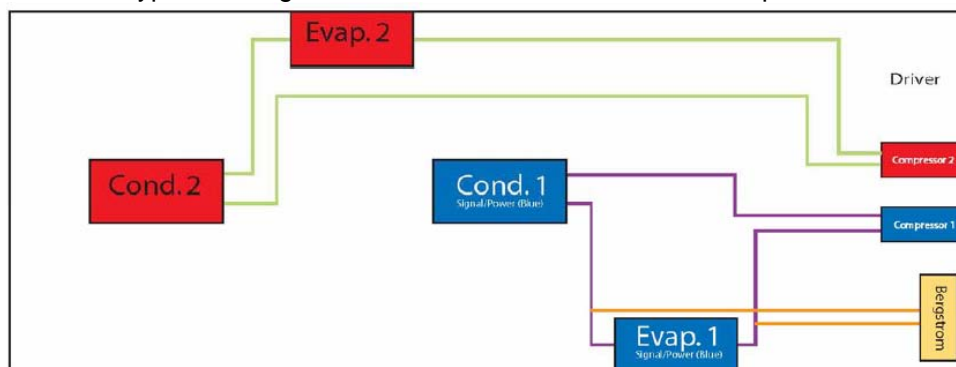 Evap. 2
Driver
Compressor 2
Cond. 2
Cond. 1
Signal/Power (Blue)
Compressor 1
Bergstrom
Evap. 1
Signal/Power (Blue)